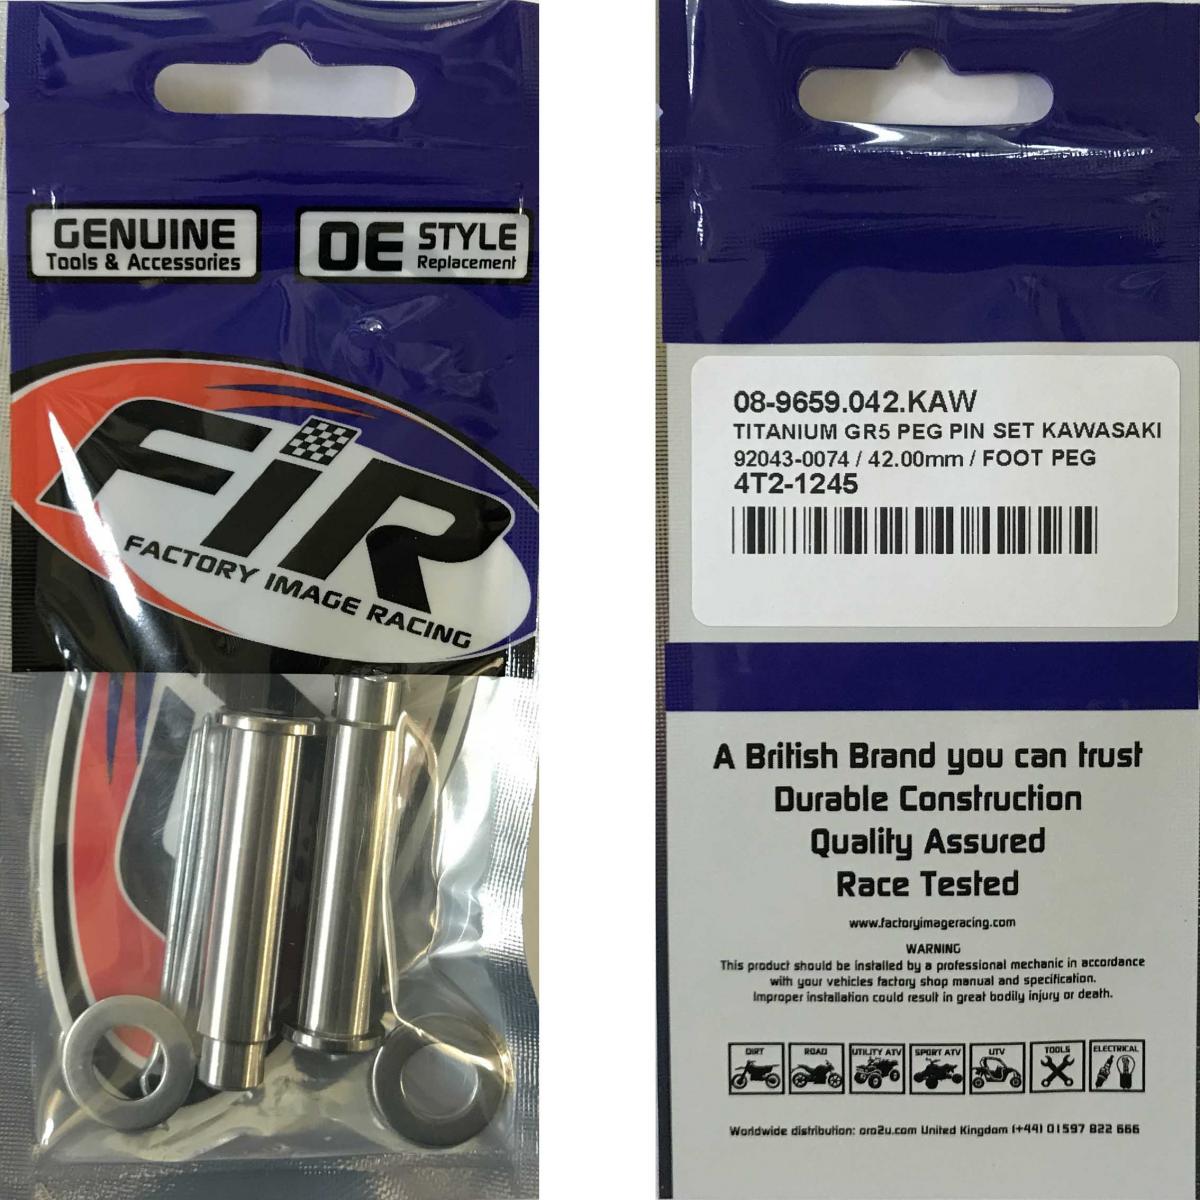 GENUINE
Tools & Accessories
OE STYLE
Replacement
FiR
FACTORY IMAGE RACING
08-9659.042.KAW
TITANIUM GR5 PEG PIN SET KAWASAKI
92043-0074 / 42.00mm / FOOT PEG
4T2-1245
A British Brand you can trust
Durable Construction
Quality Assured
Race Tested
www.factoryimageracing.com
WARNING
This product should be installed by a professional mechanic in accordance
with your vehicles factory shop manual and specification.
Improper installation could result in great bodily injury or death.
DIRT ROAD UTILITY ATV SPORT ATV UTV TOOLS ELECTRICAL
Worldwide distribution: oro2u.com United Kingdom (+44) 01597 822 666